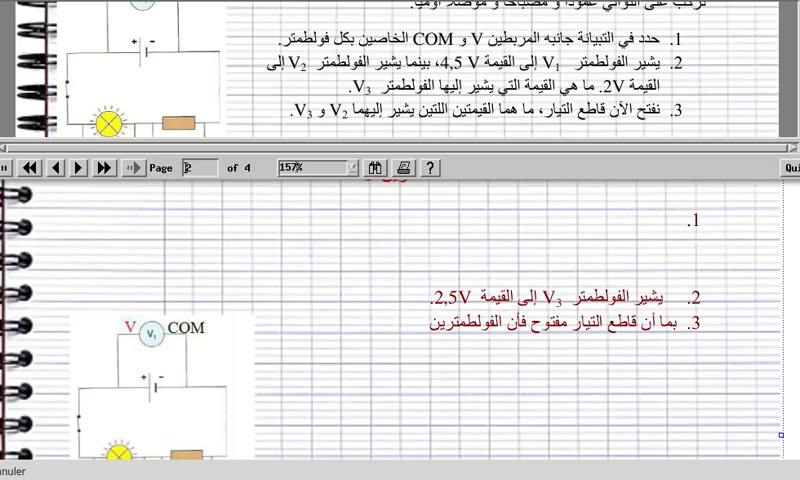 نركب على التوالي عمودا و مصباحا و موصلا أوميا.
1. حدد في التبيانة جانبه المربطين V و COM الخاصين بكل فولطمتر.
2. يشير الفولطمتر V₁ إلى القيمة 4,5 V، بينما يشير الفولطمتر V₂ إلى
القيمة 2V. ما هي القيمة التي يشير إليها الفولطمتر V₃.
3. نفتح الآن قاطع التيار، ما هما القيمتين اللتين يشير إليهما V₂ و V₃.
+ -
Page 2 of 4 157% ? Qui
1.
2. يشير الفولطمتر V₃ إلى القيمة 2,5V.
3. بما أن قاطع التيار مفتوح فأن الفولطمترين
V V₁ COM
+ -
nnuler